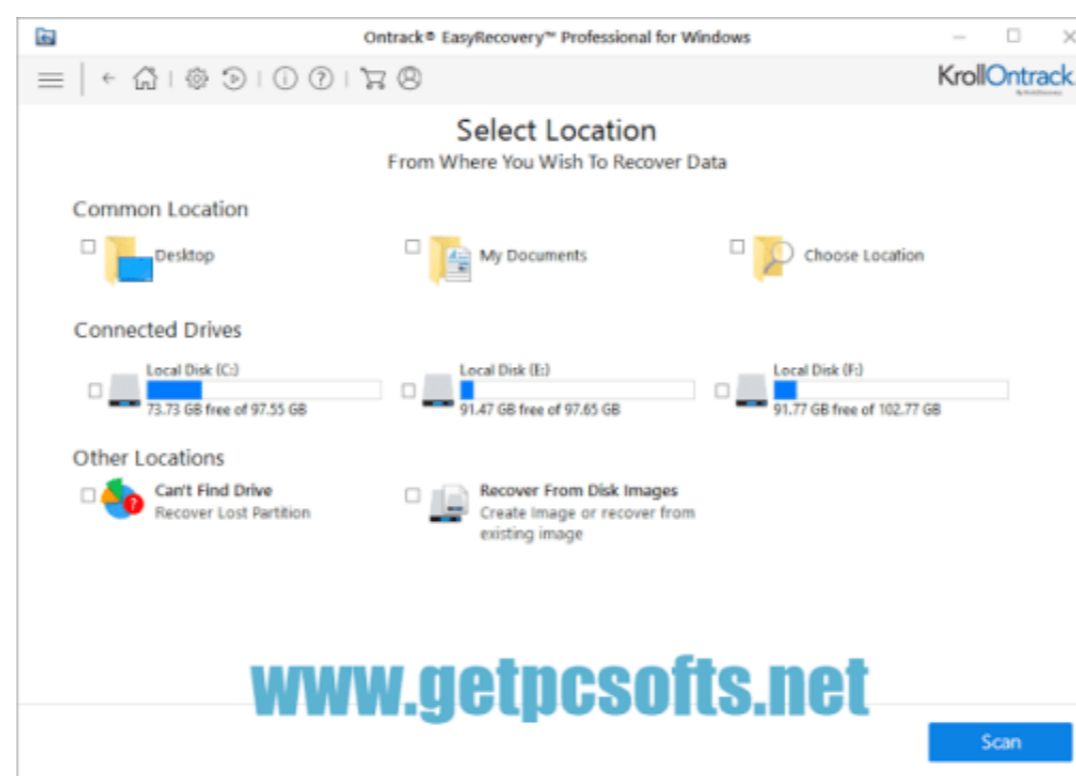 Ontrack® EasyRecovery™ Professional for Windows
KrollOntrack.
Select Location
From Where You Wish To Recover Data
Common Location
Desktop
My Documents
Choose Location
Connected Drives
Local Disk (C:)
73.73 GB free of 97.55 GB
Local Disk (E:)
91.47 GB free of 97.65 GB
Local Disk (F:)
91.77 GB free of 102.77 GB
Other Locations
Can't Find Drive
Recover Lost Partition
Recover From Disk Images
Create Image or recover from
existing image
www.getpcsofts.net
Scan